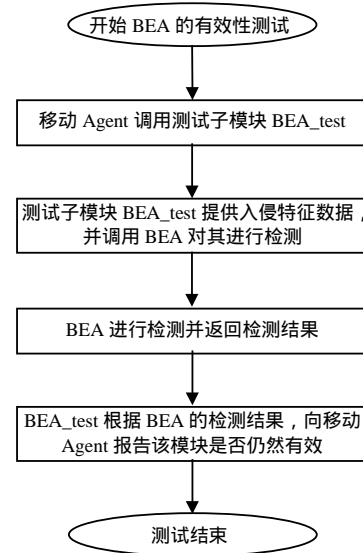 开始 BEA 的有效性测试
移动 Agent 调用测试子模块 BEA_test
测试子模块 BEA_test 提供入侵特征数据，
并调用 BEA 对其进行检测
BEA 进行检测并返回检测结果
BEA_test 根据 BEA 的检测结果，向移动
Agent 报告该模块是否仍然有效
测试结束